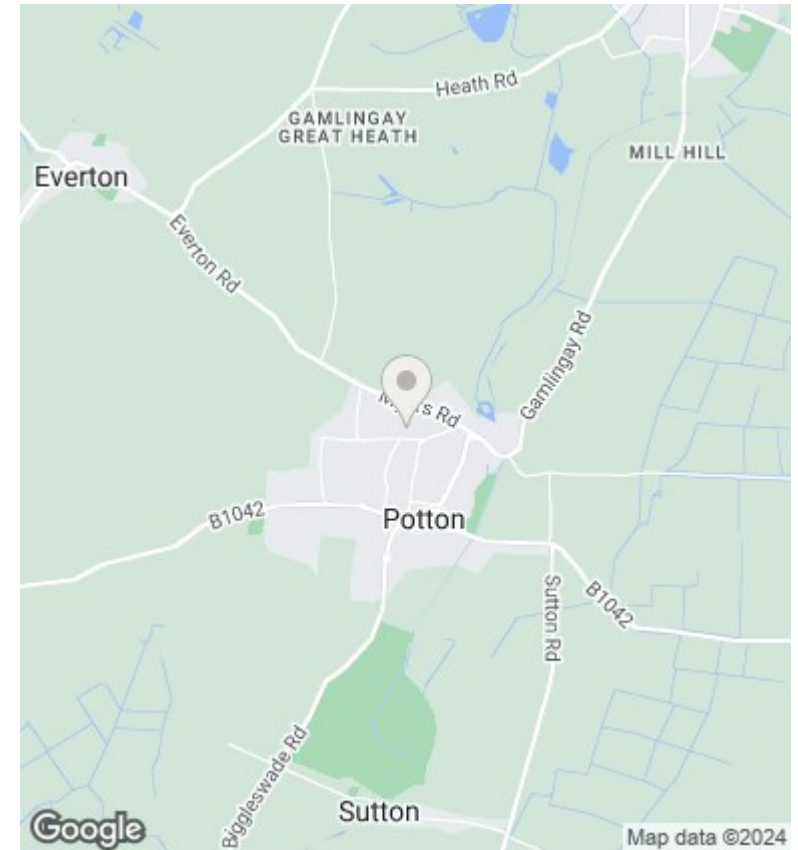 Heath Rd
GAMLINGAY
GREAT HEATH
MILL HILL
Everton
Everton Rd
Gamlingay Rd
Potton
B1042
B1042
Sutton Rd
Biggleswade Rd
Sutton
Google
Map data ©2024